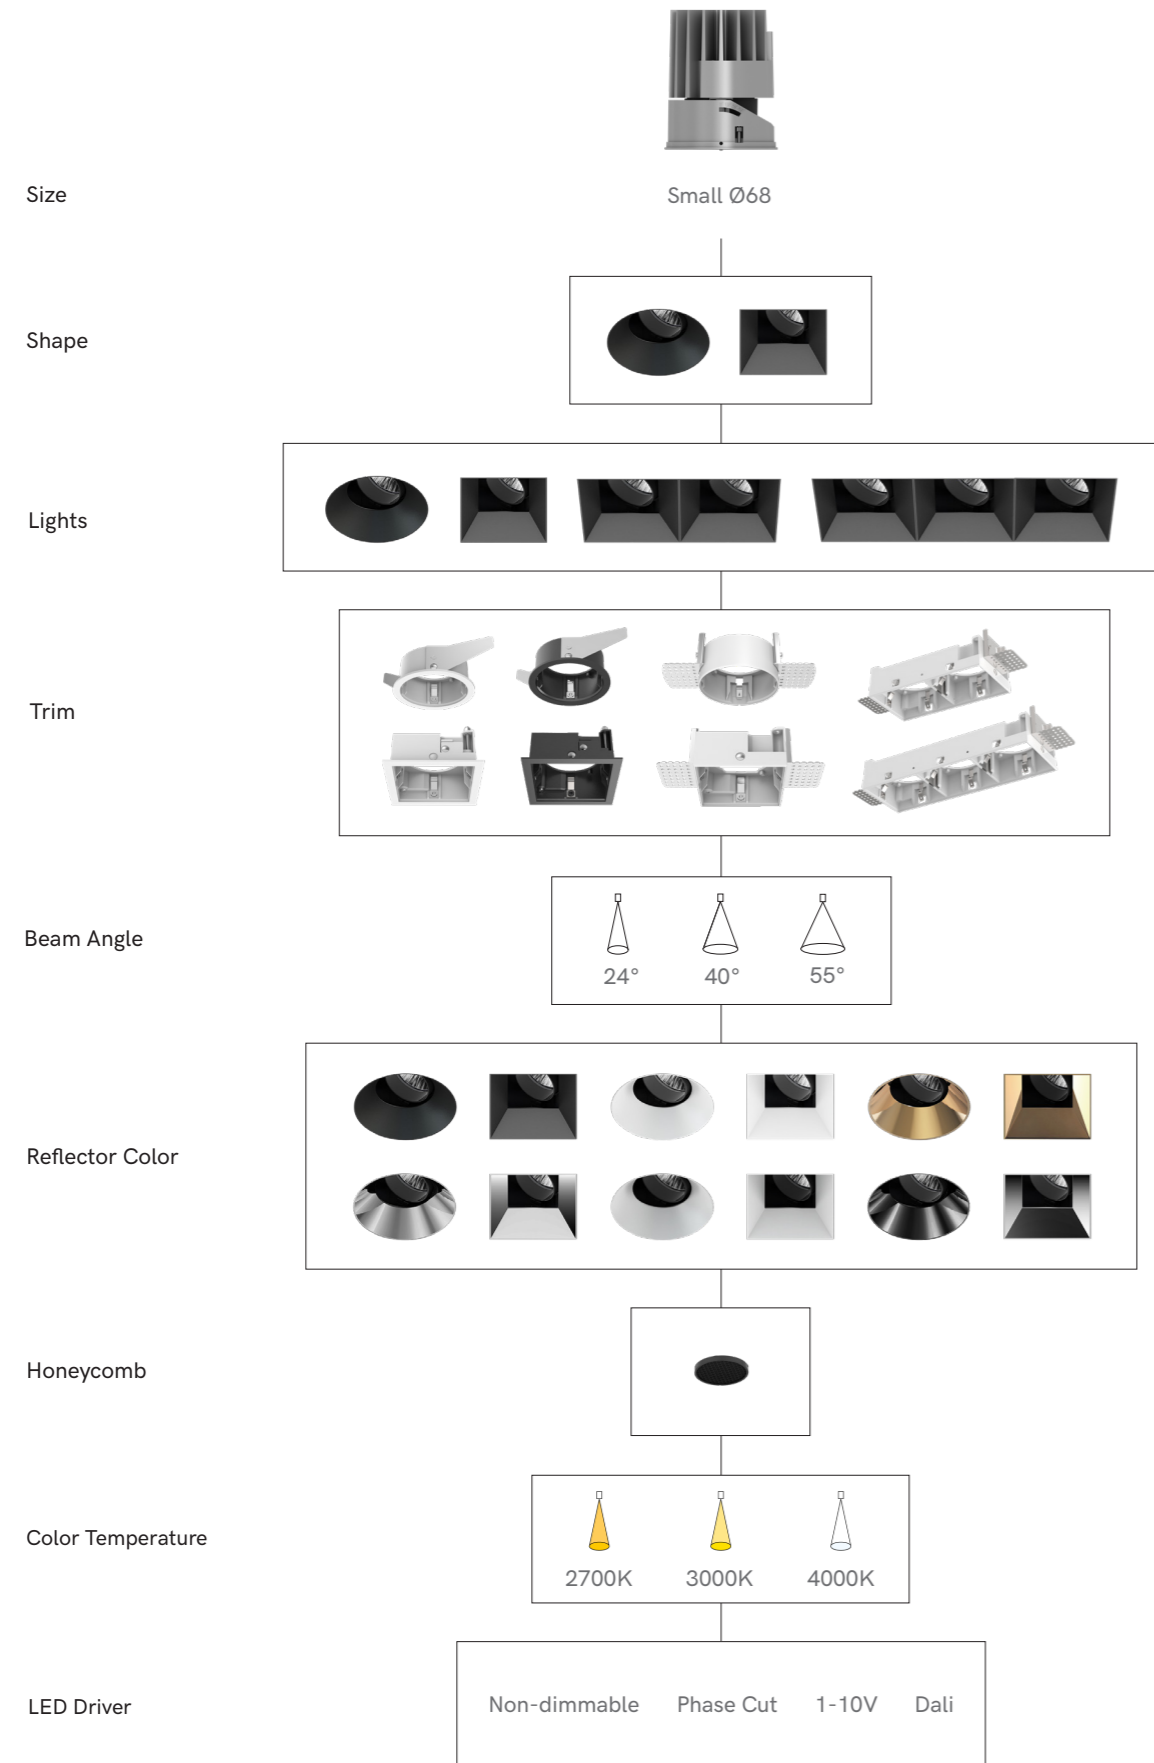 Size
Small Ø68
Shape
Lights
Trim
Beam Angle
24° 40° 55°
Reflector Color
Honeycomb
Color Temperature
2700K 3000K 4000K
LED Driver
Non-dimmable Phase Cut 1-10V Dali